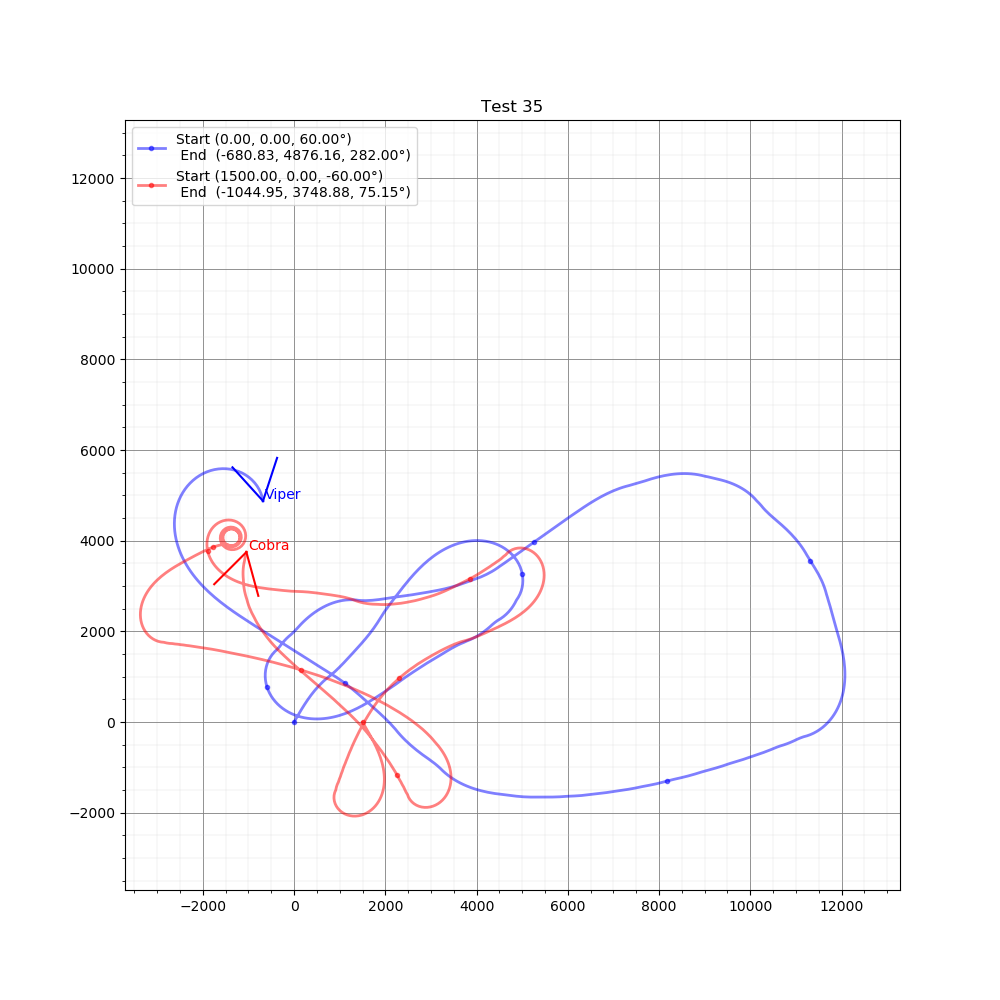 Test 35
Start (0.00, 0.00, 60.00°)
End  (-680.83, 4876.16, 282.00°)
Start (1500.00, 0.00, -60.00°)
End  (-1044.95, 3748.88, 75.15°)
12000
10000
8000
6000
4000
2000
0
−2000
Viper
Cobra
−2000 0 2000 4000 6000 8000 10000 12000